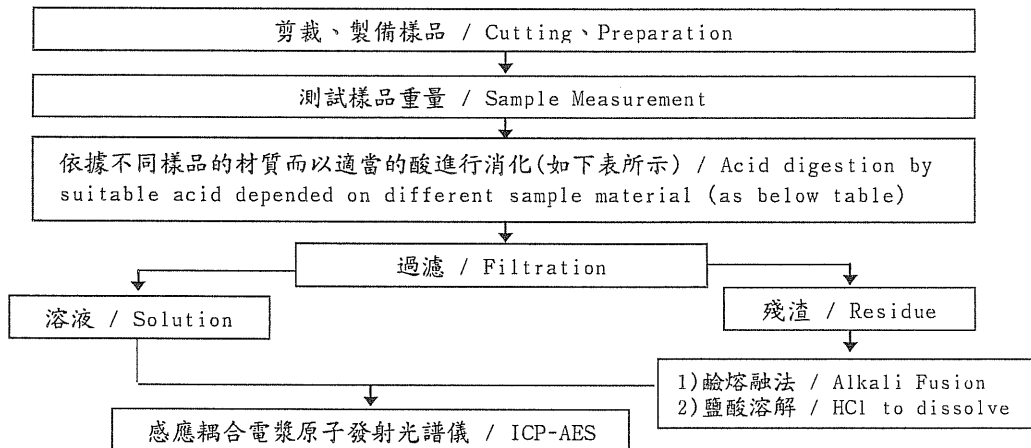 剪裁、製備樣品 / Cutting、Preparation
測試樣品重量 / Sample Measurement
依據不同樣品的材質而以適當的酸進行消化(如下表所示) / Acid digestion by
suitable acid depended on different sample material (as below table)
過濾 / Filtration
溶液 / Solution
殘渣 / Residue
1)鹼熔融法 / Alkali Fusion
2)鹽酸溶解 / HCl to dissolve
感應耦合電漿原子發射光譜儀 / ICP-AES